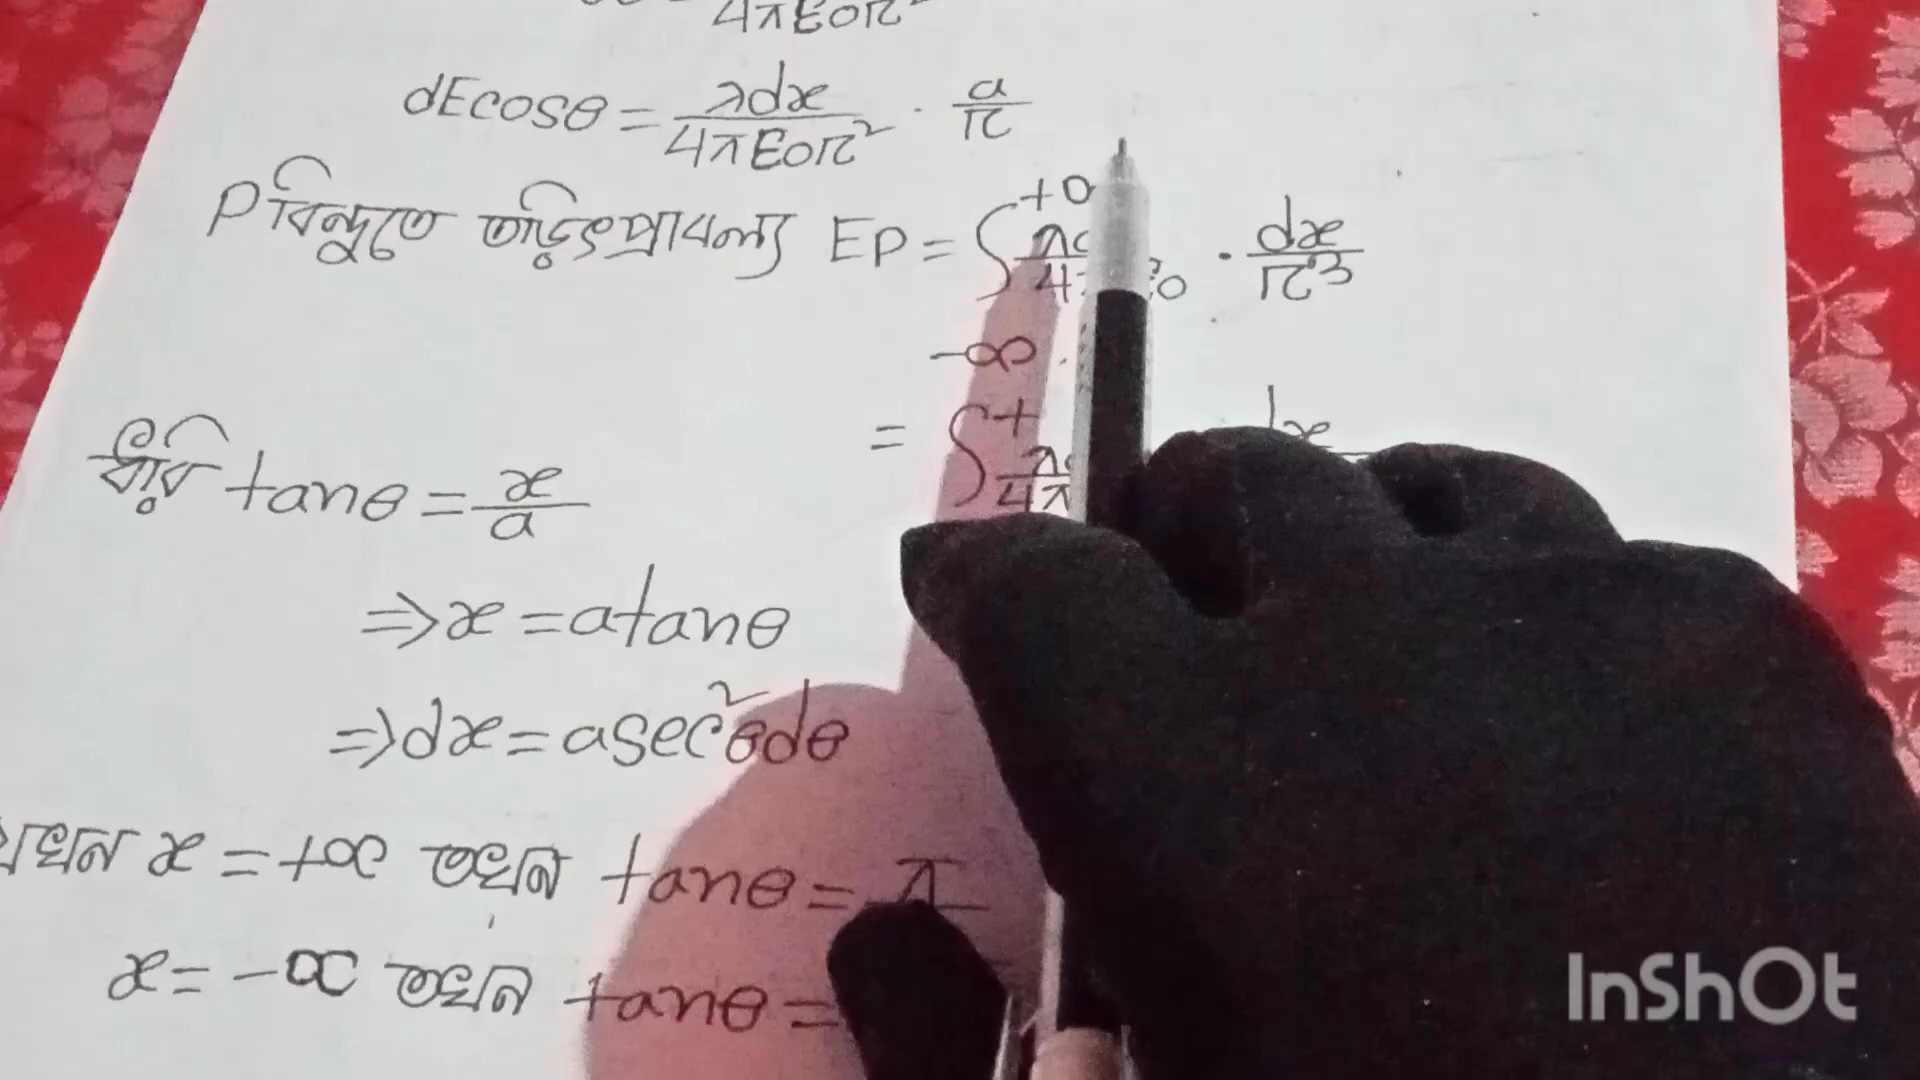 4πε0r²
dEcosθ = λdx/4πε0r² · a/r
P বিন্দুতে তড়িৎপ্রাবল্য EP = ∫ · dx/r³
-∞
= ∫
ধরি tanθ = x/a
⇒ x = atanθ
⇒ dx = asec²θdθ
যখন x = +∞ তখন tanθ = π
x = -∞ তখন tanθ =
InShOt